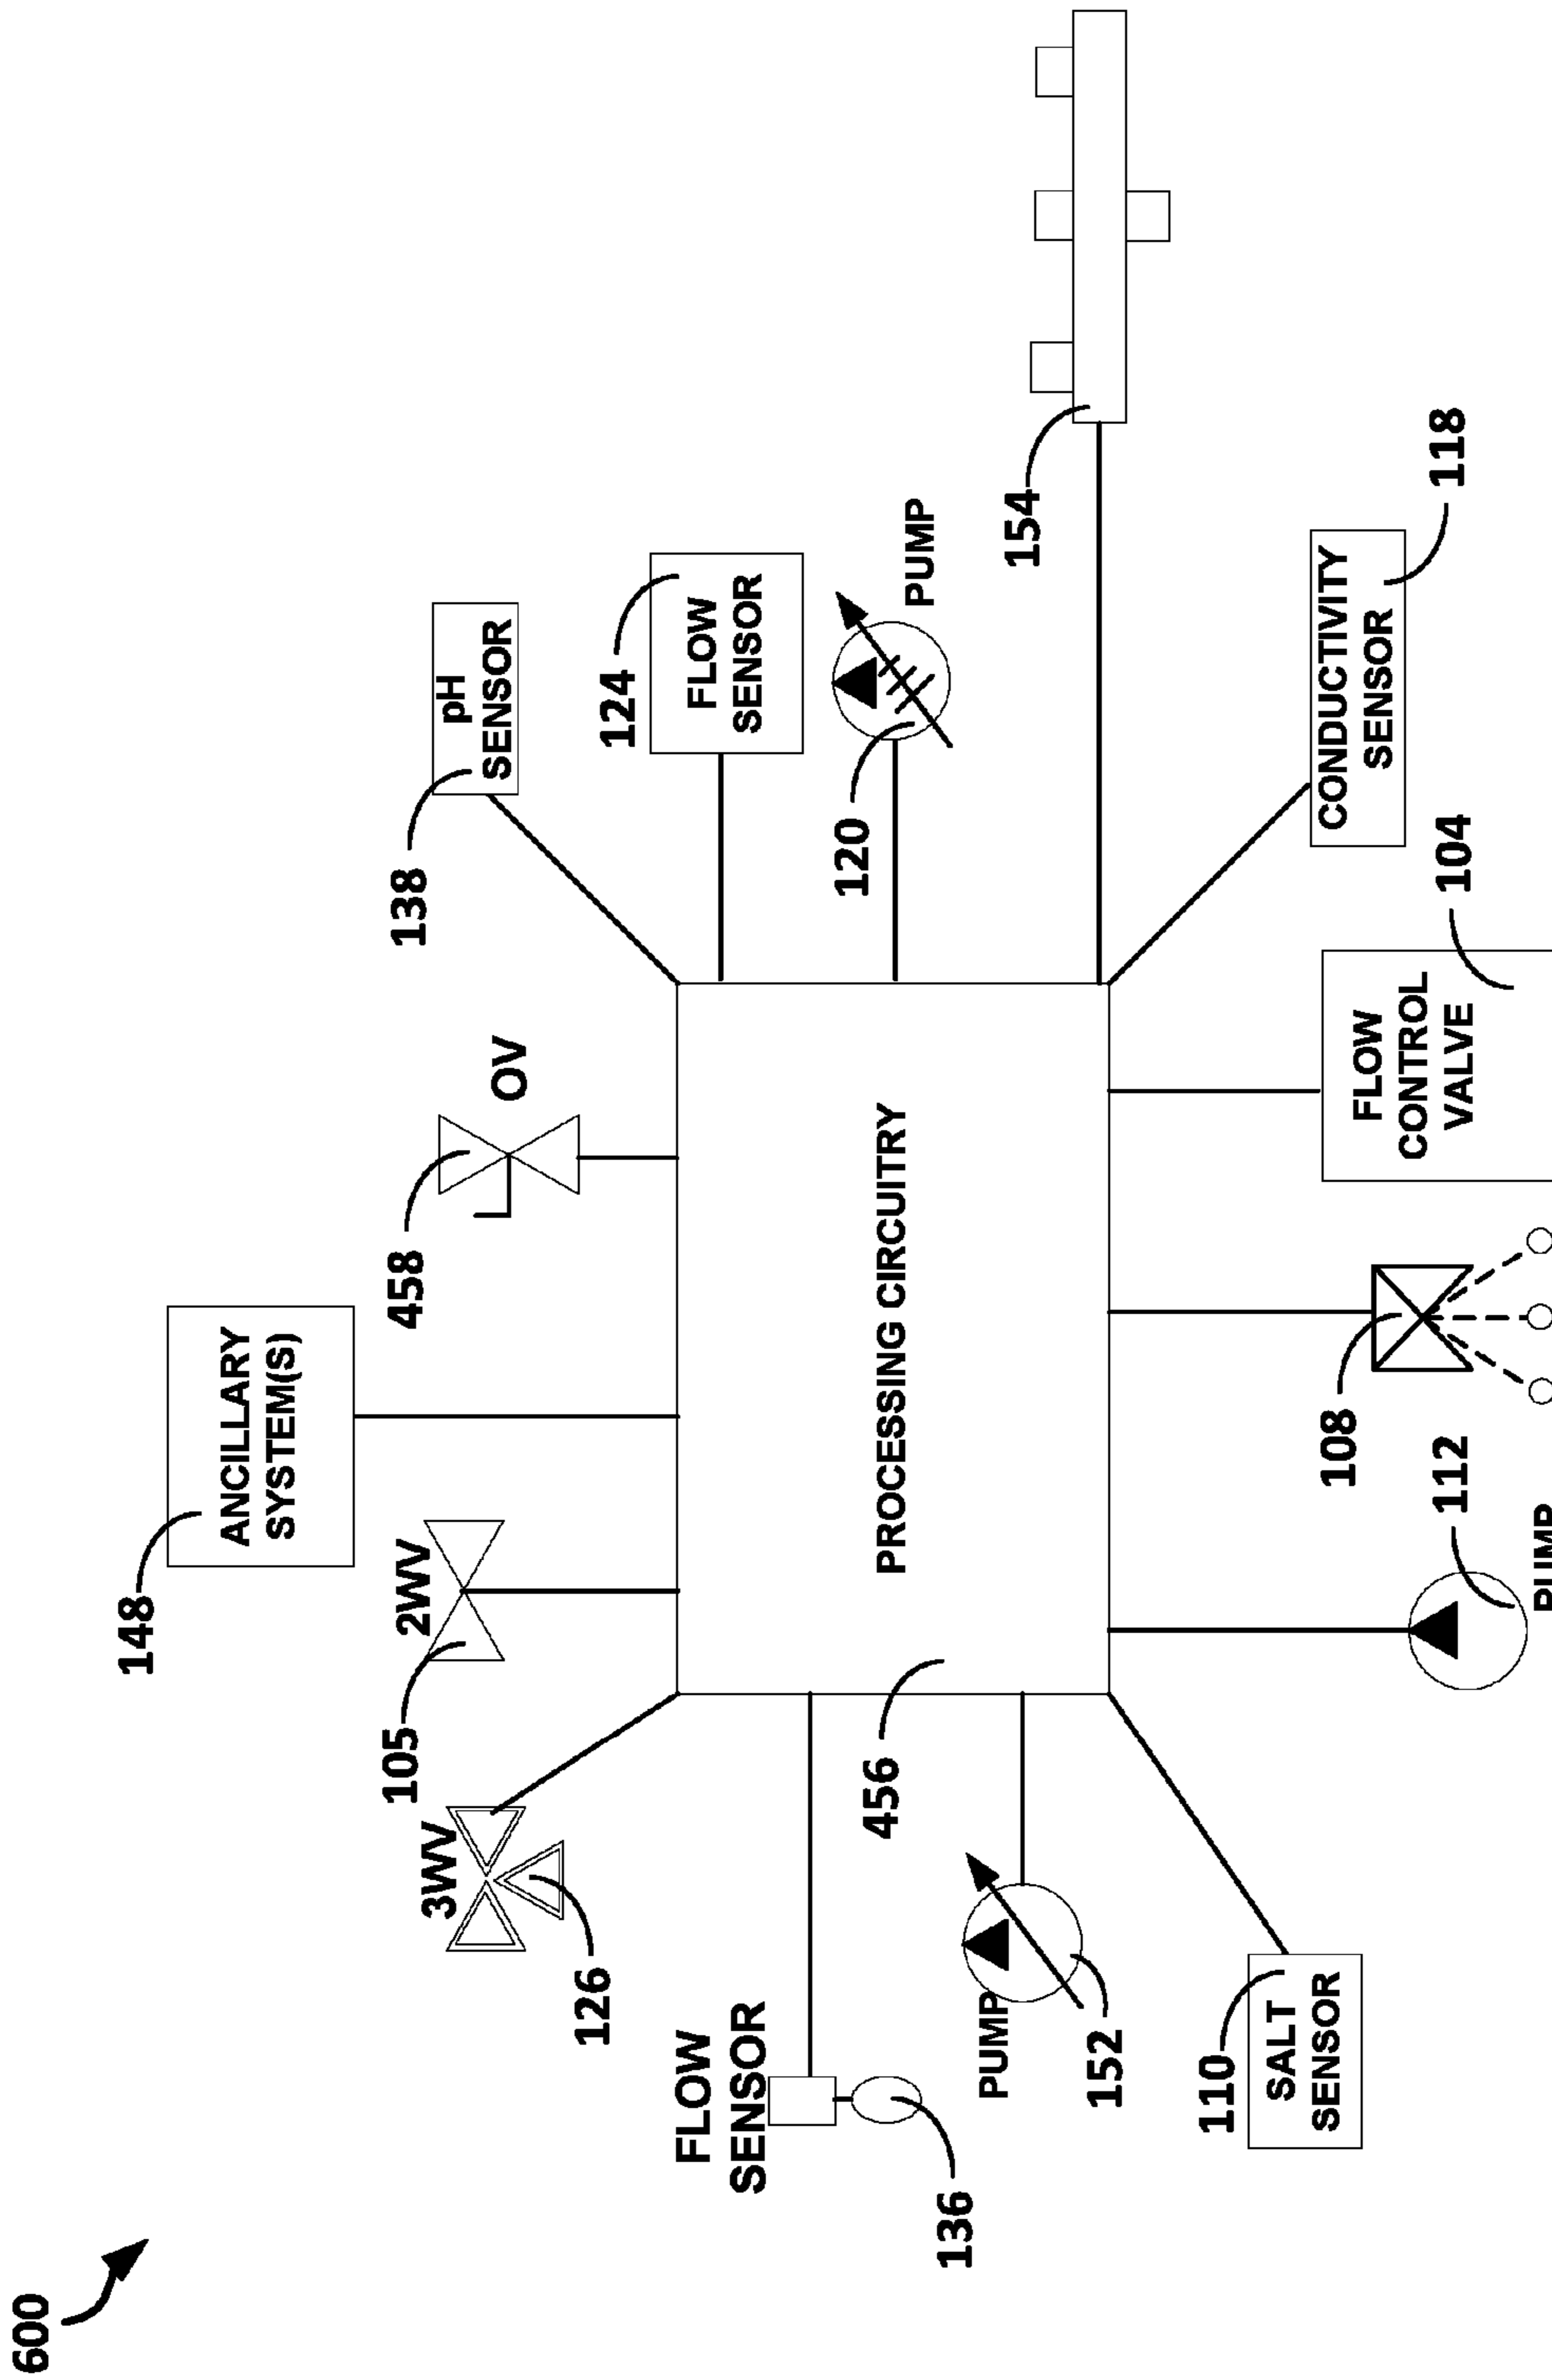 600
148
ANCILLARY
SYSTEM(S)
3WV
105
2WV
458
OV
138
pH
SENSOR
126
124
FLOW
SENSOR
FLOW
SENSOR
136
456
PROCESSING CIRCUITRY
120
PUMP
PUMP
152
154
110
SALT
SENSOR
112
PUMP
108
FLOW
CONTROL
VALVE
104
CONDUCTIVITY
SENSOR
118